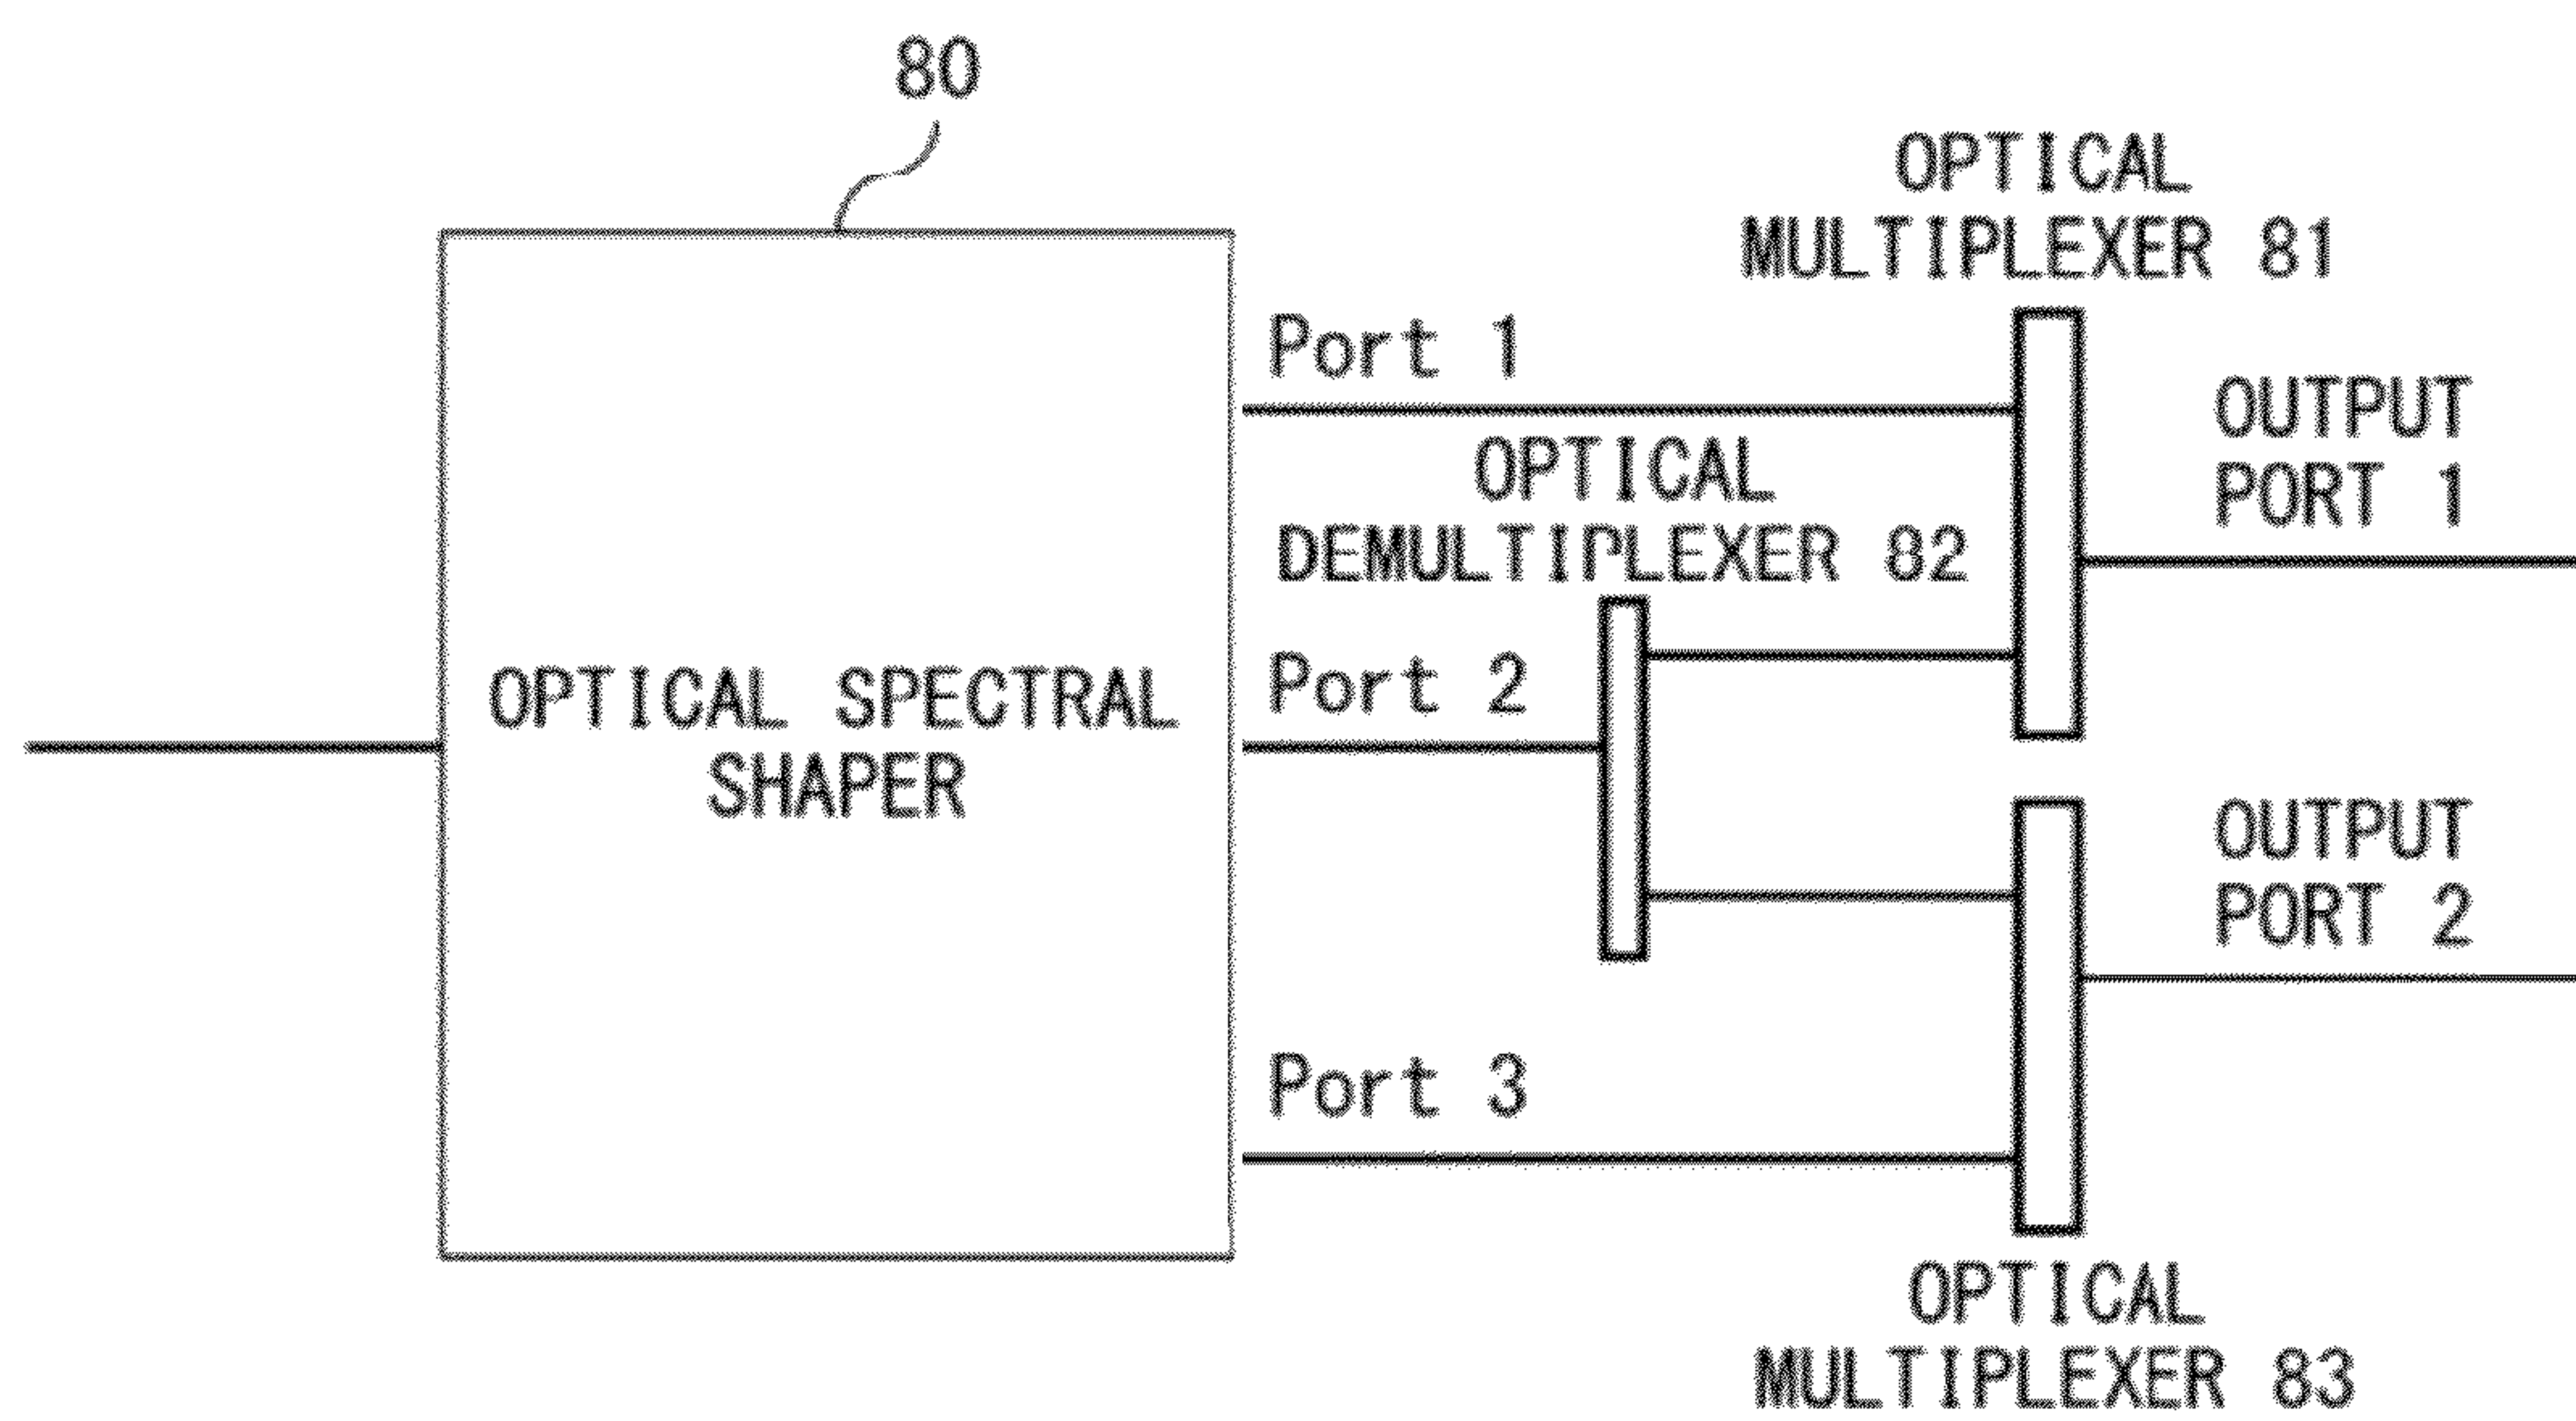 80
OPTICAL
MULTIPLEXER 81
Port 1
OPTICAL
DEMULTIPLEXER 82
OUTPUT
PORT 1
OPTICAL SPECTRAL
SHAPER
Port 2
OUTPUT
PORT 2
Port 3
OPTICAL
MULTIPLEXER 83